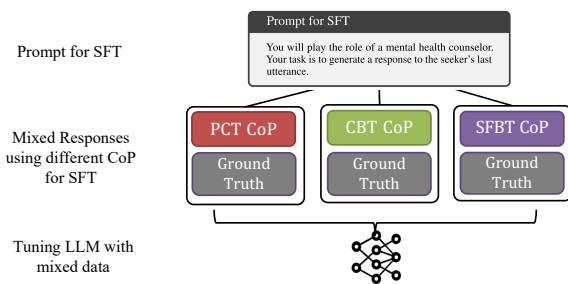 Prompt for SFT
Prompt for SFT
You will play the role of a mental health counselor.
Your task is to generate a response to the seeker's last
utterance.
Mixed Responses
using different CoP
for SFT
PCT CoP
Ground
Truth
CBT CoP
Ground
Truth
SFBT CoP
Ground
Truth
Tuning LLM with
mixed data